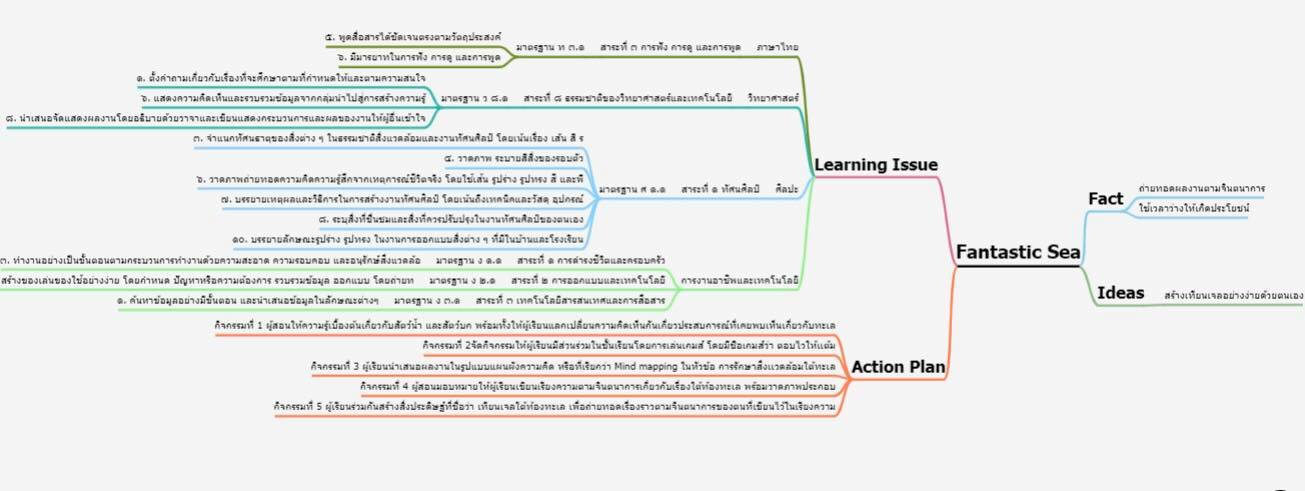 ๕. พูดสื่อสารได้ชัดเจนตรงตามวัตถุประสงค์
๖. มีมารยาทในการฟัง การดู และการพูด
มาตรฐาน ท ๓.๑ สาระที่ ๓ การฟัง การดู และการพูด ภาษาไทย
๑. ตั้งคำถามเกี่ยวกับเรื่องที่จะศึกษาตามที่กำหนดให้และตามความสนใจ
๖. แสดงความคิดเห็นและรวบรวมข้อมูลจากกลุ่มนำไปสู่การสร้างความรู้
๘. นำเสนอจัดแสดงผลงานโดยอธิบายด้วยวาจาและเขียนแสดงกระบวนการและผลของงานให้ผู้อื่นเข้าใจ
มาตรฐาน ว ๘.๑ สาระที่ ๘ ธรรมชาติของวิทยาศาสตร์และเทคโนโลยี วิทยาศาสตร์
๓. จำแนกทัศนธาตุของสิ่งต่าง ๆ ในธรรมชาติสิ่งแวดล้อมและงานทัศนศิลป์ โดยเน้นเรื่อง เส้น สี ร
๕. วาดภาพ ระบายสีสิ่งของรอบตัว
๖. วาดภาพถ่ายทอดความคิดความรู้สึกจากเหตุการณ์ชีวิตจริง โดยใช้เส้น รูปร่าง รูปทรง สี และพื
๗. บรรยายเหตุผลและวิธีการในการสร้างงานทัศนศิลป์ โดยเน้นถึงเทคนิคและวัสดุ อุปกรณ์
๘. ระบุสิ่งที่ชื่นชมและสิ่งที่ควรปรับปรุงในงานทัศนศิลป์ของตนเอง
๑๐. บรรยายลักษณะรูปร่าง รูปทรง ในงานการออกแบบสิ่งต่าง ๆ ที่มีในบ้านและโรงเรียน
มาตรฐาน ศ ๑.๑ สาระที่ ๑ ทัศนศิลป์ ศิลปะ
๓. ทำงานอย่างเป็นขั้นตอนตามกระบวนการทำงานด้วยความสะอาด ความรอบคอบ และอนุรักษ์สิ่งแวดล้อ มาตรฐาน ง ๑.๑ สาระที่ ๑ การดำรงชีวิตและครอบครัว
สร้างของเล่นของใช้อย่างง่าย โดยกำหนด ปัญหาหรือความต้องการ รวบรวมข้อมูล ออกแบบ โดยถ่ายท มาตรฐาน ง ๒.๑ สาระที่ ๒ การออกแบบและเทคโนโลยี
๑. ค้นหาข้อมูลอย่างมีขั้นตอน และนำเสนอข้อมูลในลักษณะต่างๆ มาตรฐาน ง ๓.๑ สาระที่ ๓ เทคโนโลยีสารสนเทศและการสื่อสาร
การงานอาชีพและเทคโนโลยี
Learning Issue
กิจกรรมที่ 1 ผู้สอนให้ความรู้เบื้องต้นเกี่ยวกับสัตว์น้ำ และสัตว์บก พร้อมทั้งให้ผู้เรียนแลกเปลี่ยนความคิดเห็นกันเกี่ยวประสบการณ์ที่เคยพบเห็นเกี่ยวกับทะเล
กิจกรรมที่ 2จัดกิจกรรมให้ผู้เรียนมีส่วนร่วมในชั้นเรียนโดยการเล่นเกมส์ โดยมีชื่อเกมส์ว่า ตอบไวให้แต้ม
กิจกรรมที่ 3 ผู้เรียนนำเสนอผลงานในรูปแบบแผนผังความคิด หรือที่เรียกว่า Mind mapping ในหัวข้อ การรักษาสิ่งแวดล้อมใต้ทะเล
กิจกรรมที่ 4 ผู้สอนมอบหมายให้ผู้เรียนเขียนเรียงความตามจินตนาการเกี่ยวกับเรื่องใต้ท้องทะเล พร้อมวาดภาพประกอบ
กิจกรรมที่ 5 ผู้เรียนร่วมกันสร้างสิ่งประดิษฐ์ที่ชื่อว่า เทียนเจลใต้ท้องทะเล เพื่อถ่ายทอดเรื่องราวตามจินตนาการของตนที่เขียนไว้ในเรียงความ
Action Plan
Fantastic Sea
Fact
ถ่ายทอดผลงานตามจินตนาการ
ใช้เวลาว่างให้เกิดประโยชน์
Ideas สร้างเทียนเจลอย่างง่ายด้วยตนเอง